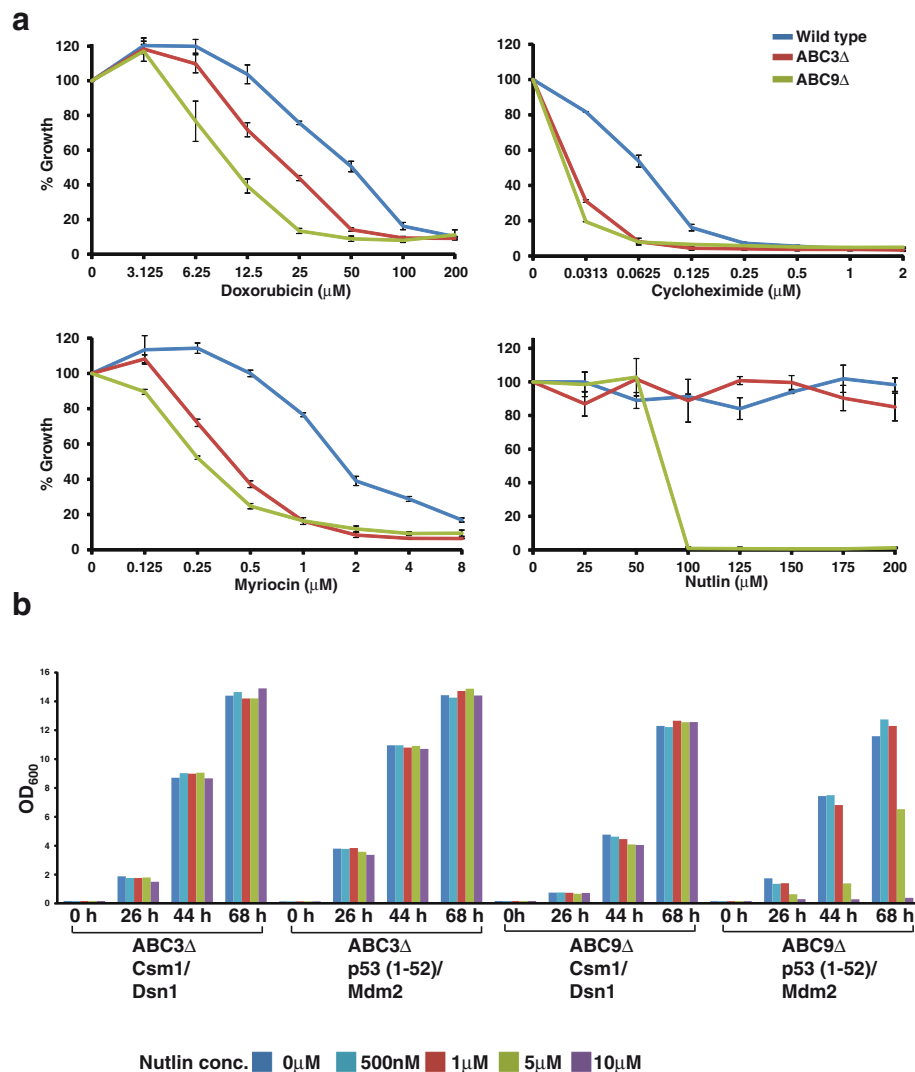 a
Wild type
ABC3Δ
ABC9Δ
% Growth
120
100
80
60
40
20
0
0 3.125 6.25 12.5 25 50 100 200
Doxorubicin (μM)
120
100
80
60
40
20
0
0 0.0313 0.0625 0.125 0.25 0.5 1 2
Cycloheximide (μM)
% Growth
120
100
80
60
40
20
0
0 0.125 0.25 0.5 1 2 4 8
Myriocin (μM)
120
100
80
60
40
20
0
0 25 50 100 125 150 175 200
Nutlin (μM)
b
OD600
16
14
12
10
8
6
4
2
0
0 h 26 h 44 h 68 h 0 h 26 h 44 h 68 h 0h 26 h 44 h 68 h 0 h 26 h 44 h 68 h
ABC3Δ ABC3Δ ABC9Δ ABC9Δ
Csm1/ p53 (1-52)/ Csm1/ p53 (1-52)/
Dsn1 Mdm2 Dsn1 Mdm2
Nutlin conc. 0μM 500nM 1μM 5μM 10μM